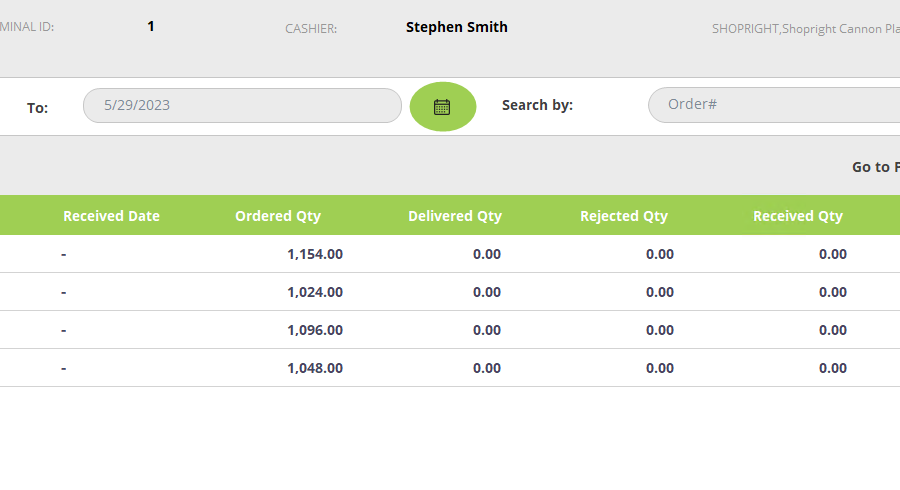 MINAL ID: 1 CASHIER: Stephen Smith SHOPRIGHT,Shopright Cannon Pla
To: 5/29/2023 Search by: Order#
Go to F
Received Date Ordered Qty Delivered Qty Rejected Qty Received Qty
- 1,154.00 0.00 0.00 0.00
- 1,024.00 0.00 0.00 0.00
- 1,096.00 0.00 0.00 0.00
- 1,048.00 0.00 0.00 0.00